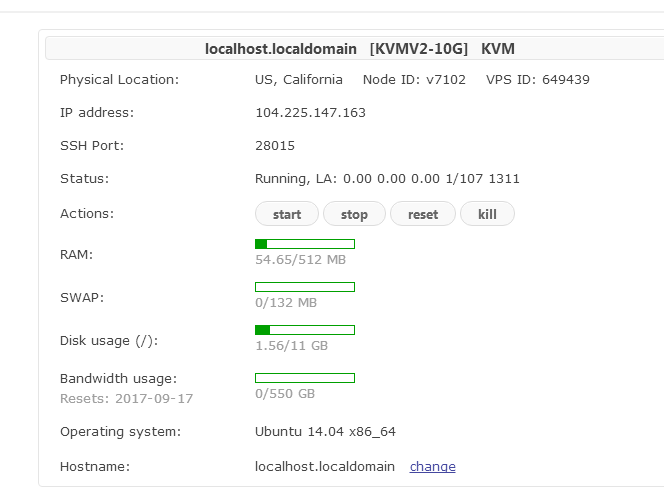 localhost.localdomain [KVMV2-10G] KVM
Physical Location: US, California Node ID: v7102 VPS ID: 649439
IP address: 104.225.147.163
SSH Port: 28015
Status: Running, LA: 0.00 0.00 0.00 1/107 1311
Actions: start stop reset kill
RAM: 54.65/512 MB
SWAP: 0/132 MB
Disk usage (/): 1.56/11 GB
Bandwidth usage:
Resets: 2017-09-17 0/550 GB
Operating system: Ubuntu 14.04 x86_64
Hostname: localhost.localdomain change